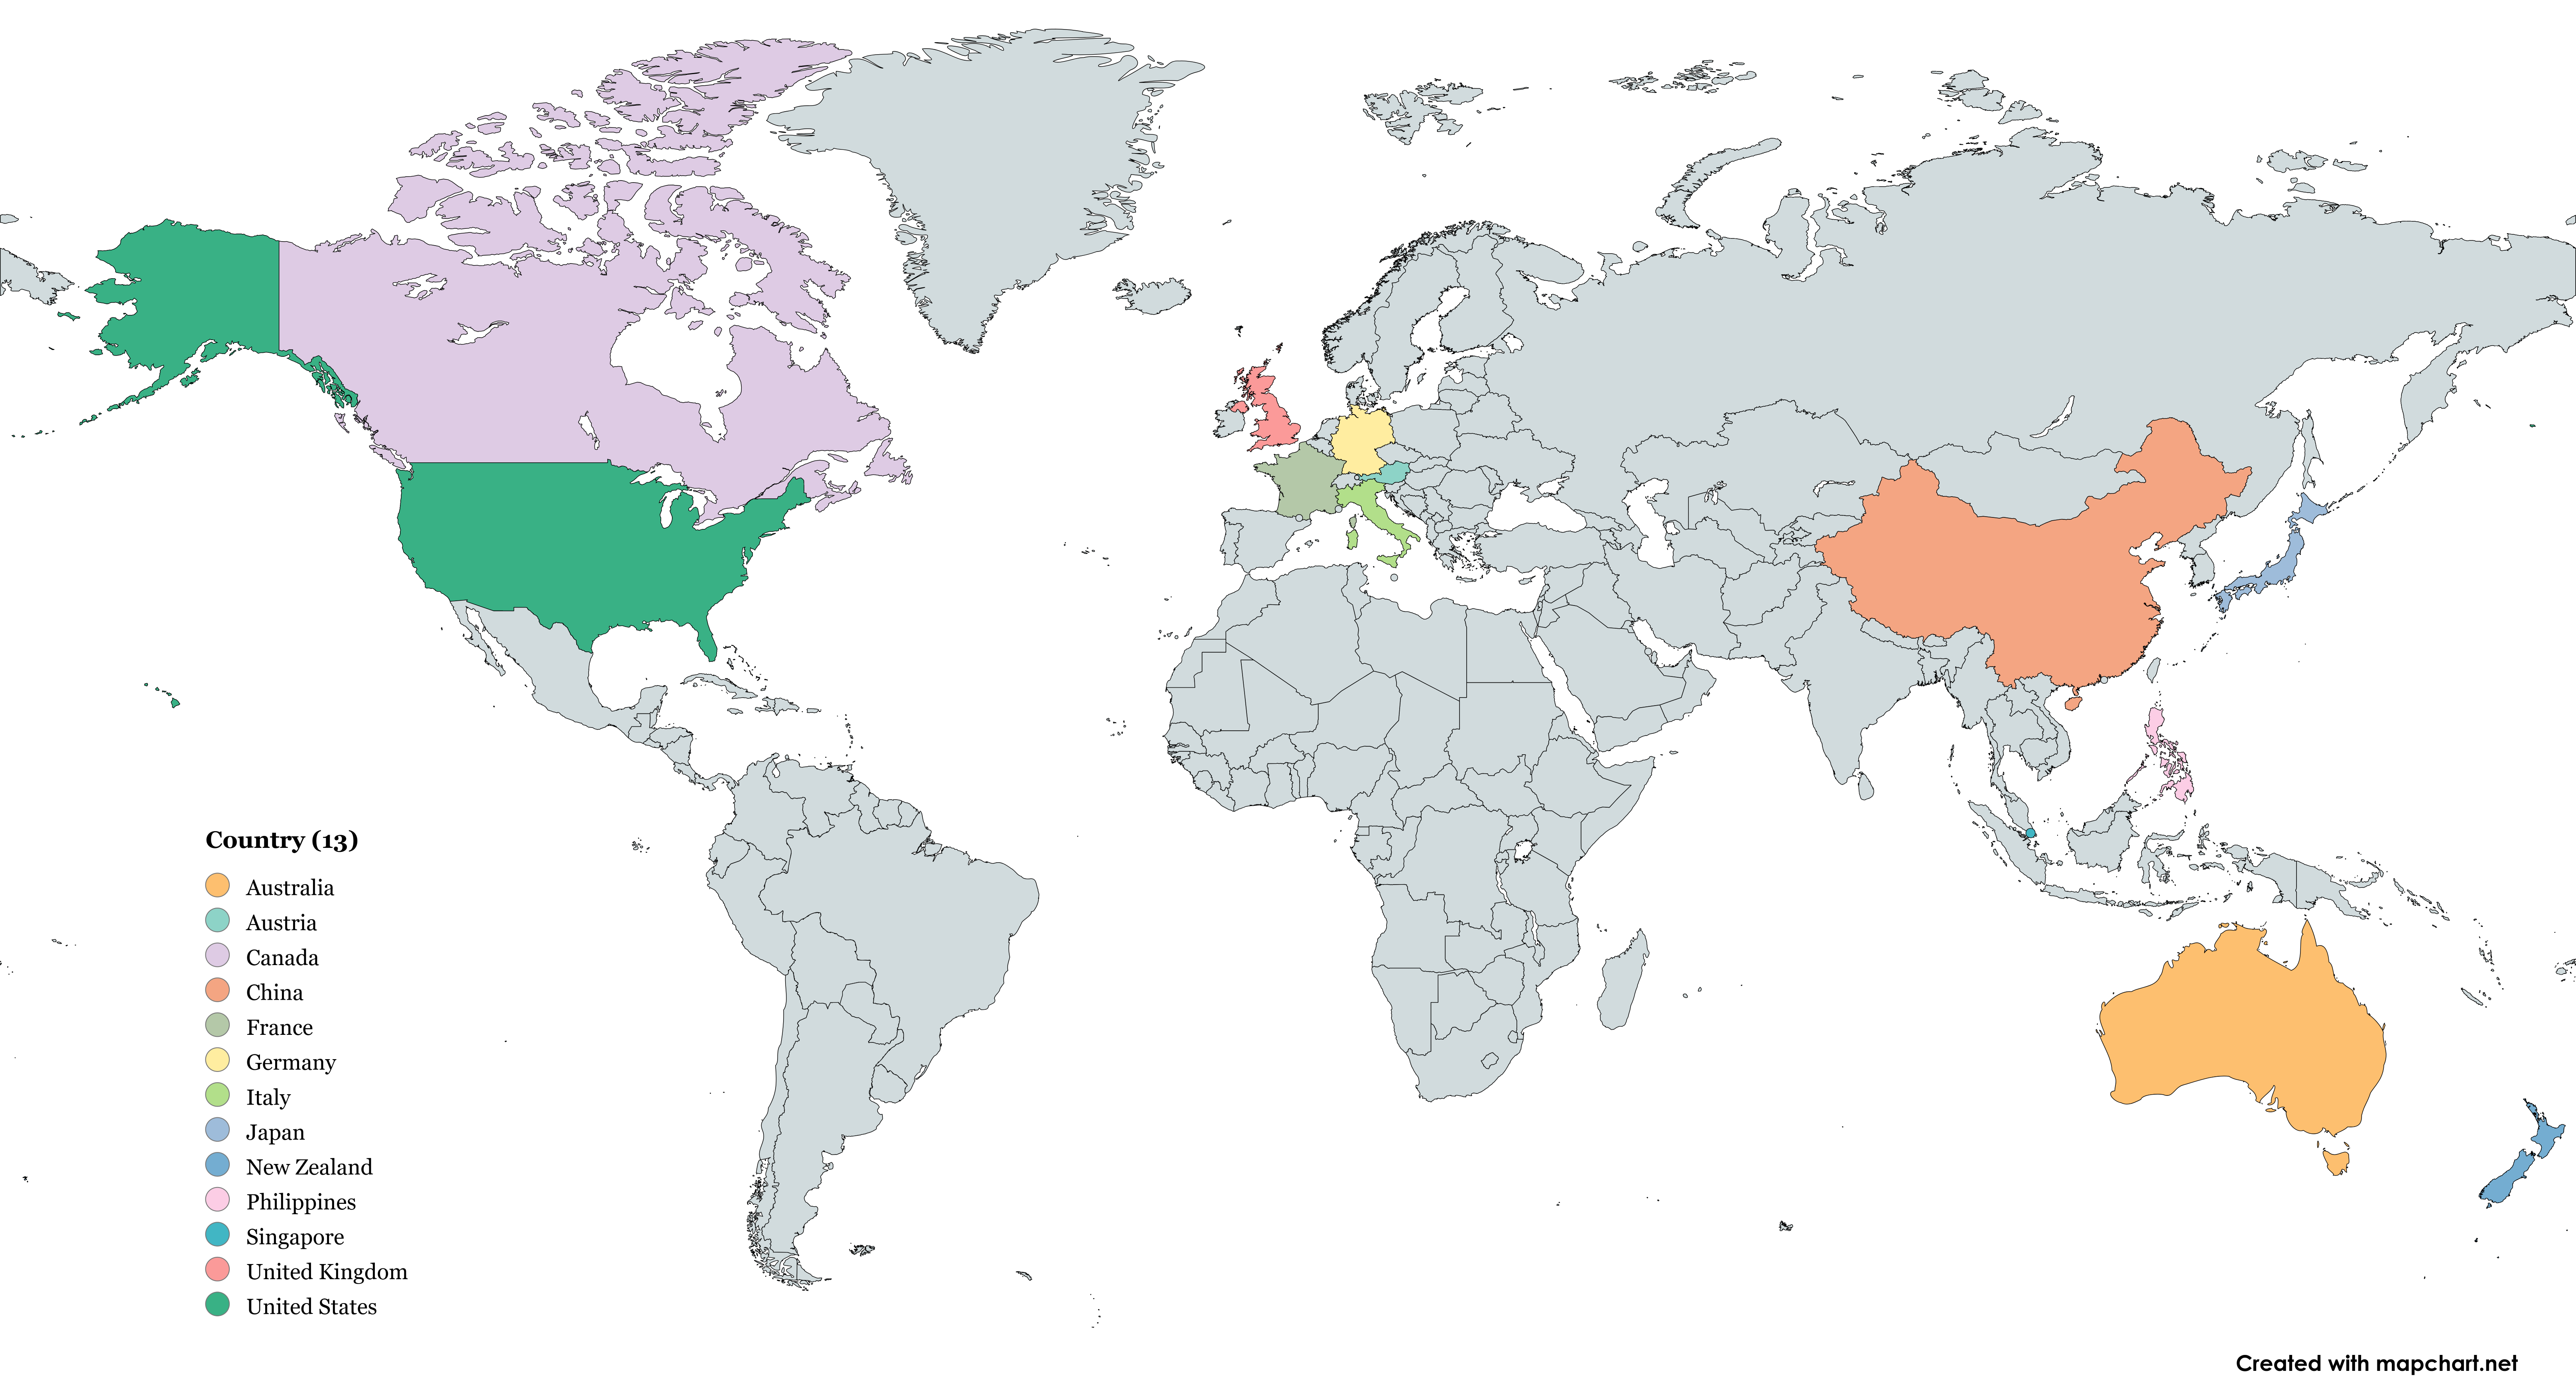 Country (13)
Australia
Austria
Canada
China
France
Germany
Italy
Japan
New Zealand
Philippines
Singapore
United Kingdom
United States
Created with mapchart.net